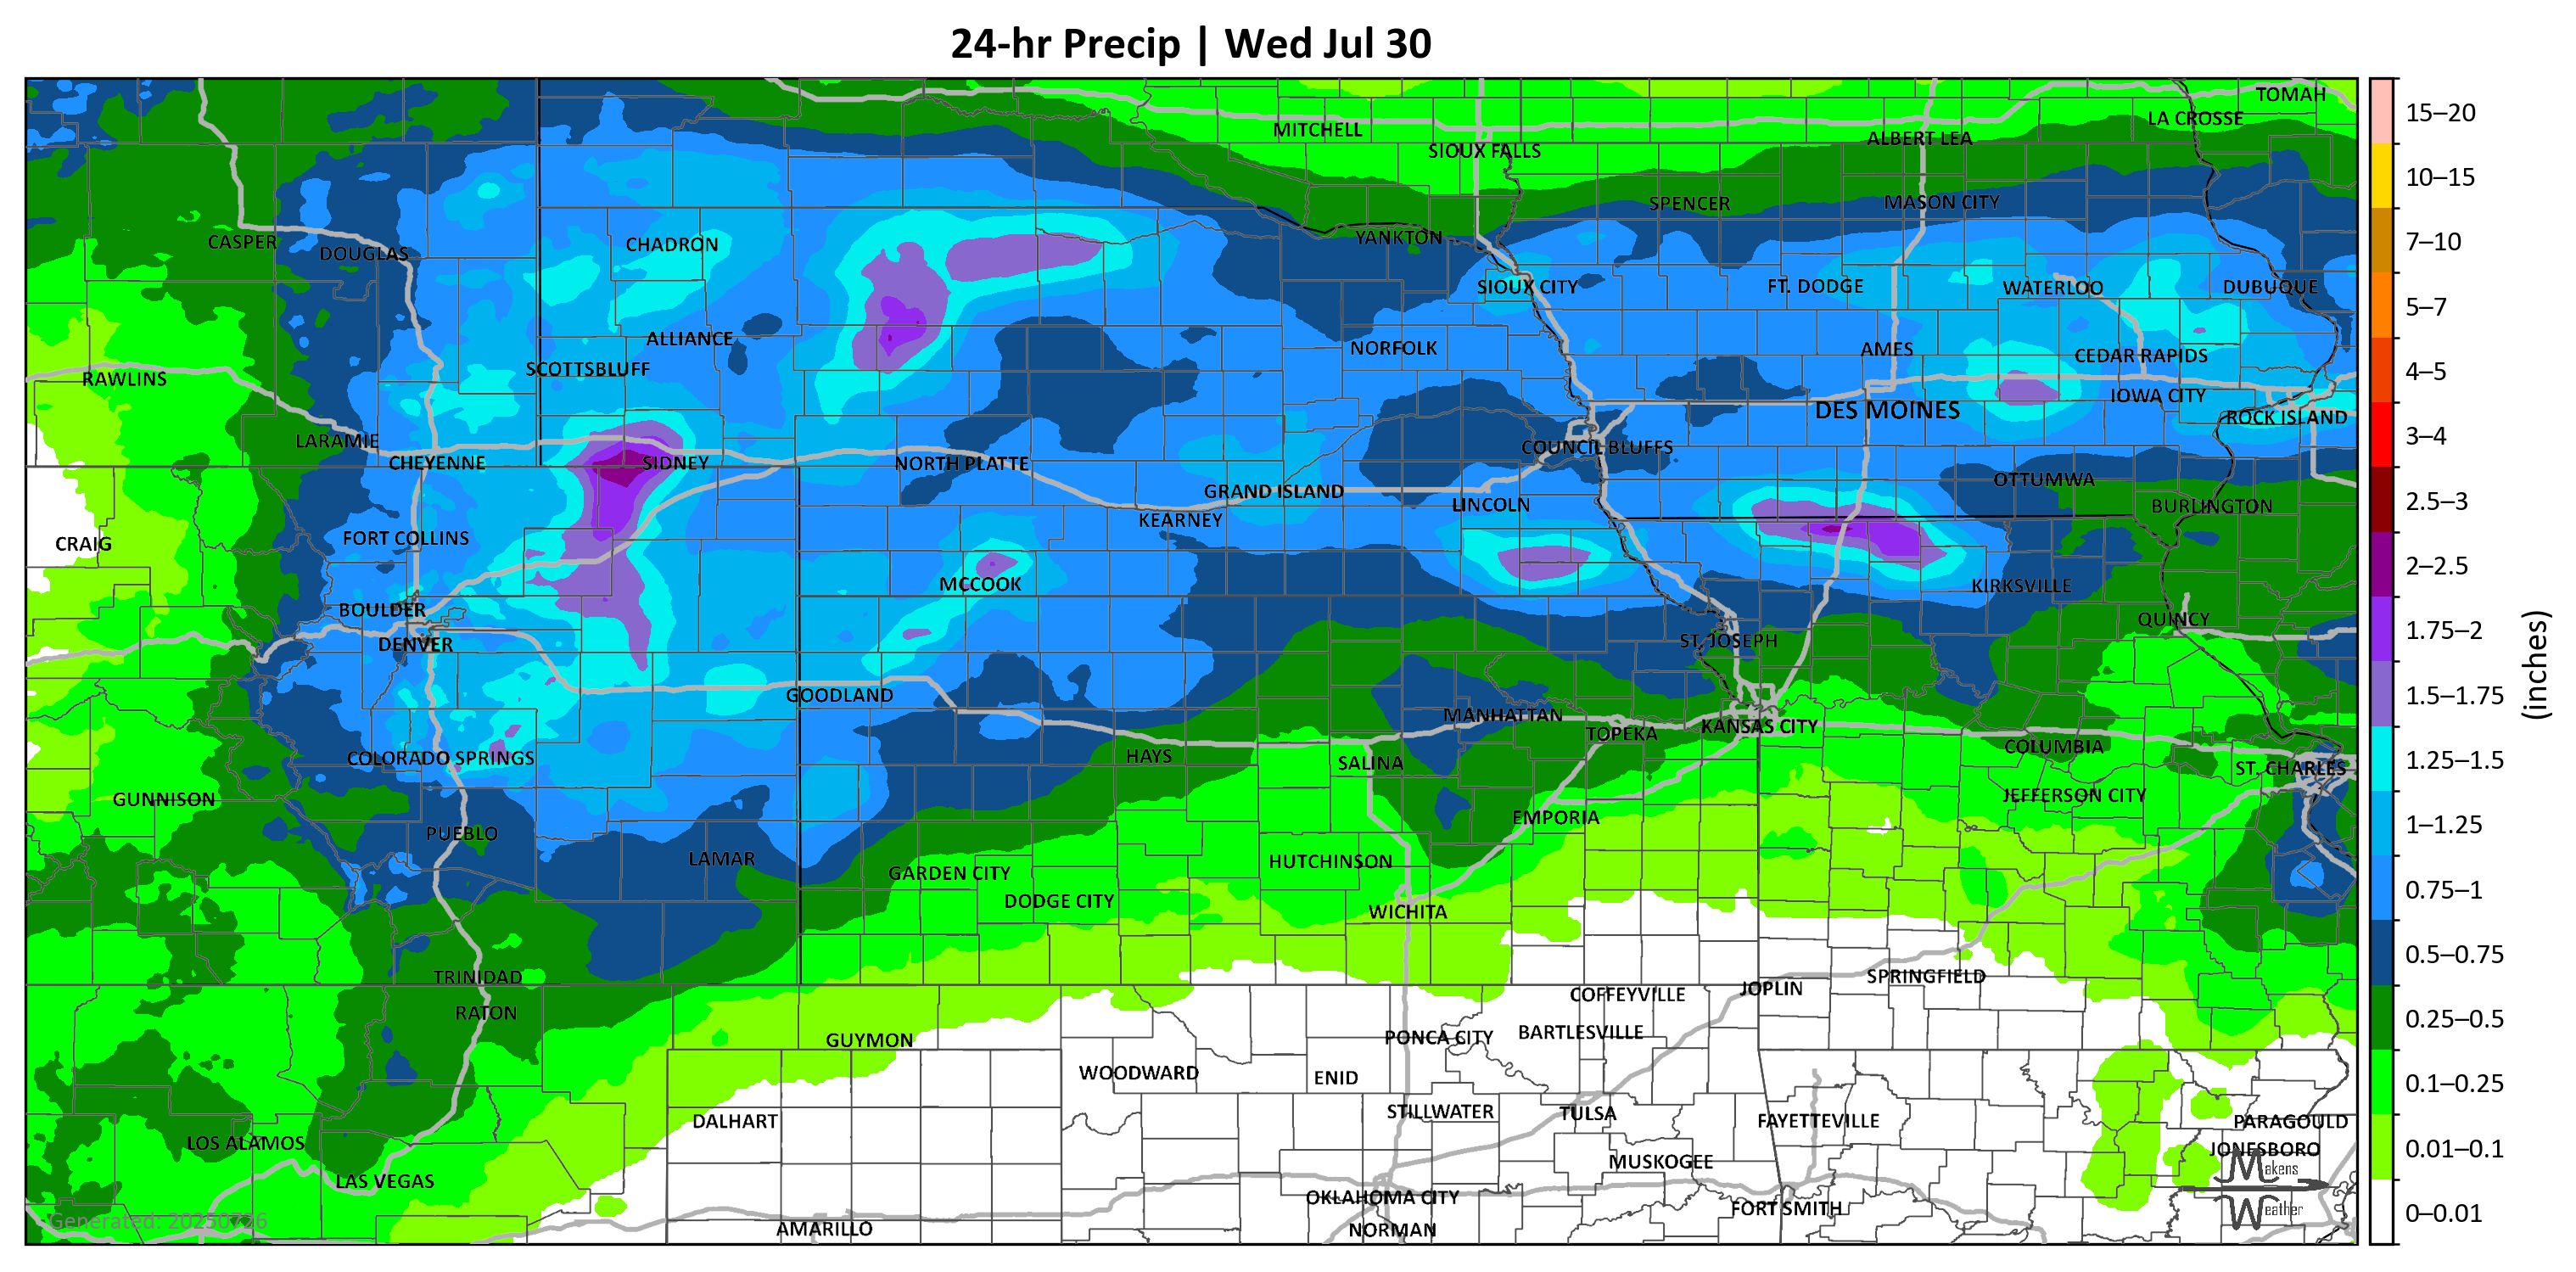 24-hr Precip | Wed Jul 30
TOMAH
LA CROSSE
MITCHELL
ALBERT LEA
SIOUX FALLS
SPENCER
MASON CITY
CASPER
DOUGLAS
CHADRON
YANKTON
SIOUX CITY
FT. DODGE
WATERLOO
DUBUQUE
ALLIANCE
NORFOLK
AMES
CEDAR RAPIDS
SCOTTSBLUFF
RAWLINS
IOWA CITY
DES MOINES
ROCK ISLAND
LARAMIE
COUNCIL BLUFFS
CHEYENNE
SIDNEY
NORTH PLATTE
OTTUMWA
GRAND ISLAND
LINCOLN
BURLINGTON
KEARNEY
CRAIG
FORT COLLINS
MCCOOK
KIRKSVILLE
BOULDER
QUINCY
DENVER
ST. JOSEPH
GOODLAND
MANHATTAN
KANSAS CITY
TOPEKA
COLUMBIA
COLORADO SPRINGS
HAYS
SALINA
ST. CHARLES
GUNNISON
JEFFERSON CITY
EMPORIA
PUEBLO
LAMAR
HUTCHINSON
GARDEN CITY
DODGE CITY
WICHITA
TRINIDAD
SPRINGFIELD
JOPLIN
COFFEYVILLE
RATON
GUYMON
PONCA CITY
BARTLESVILLE
WOODWARD
ENID
DALHART
STILLWATER
TULSA
FAYETTEVILLE
PARAGOULD
LOS ALAMOS
JONESBORO
MUSKOGEE
LAS VEGAS
OKLAHOMA CITY
FORT SMITH
AMARILLO
NORMAN
Generated: 20250726
Makens
Weather
15–20
10–15
7–10
5–7
4–5
3–4
2.5–3
2–2.5
1.75–2
1.5–1.75
1.25–1.5
1–1.25
0.75–1
0.5–0.75
0.25–0.5
0.1–0.25
0.01–0.1
0–0.01
(inches)